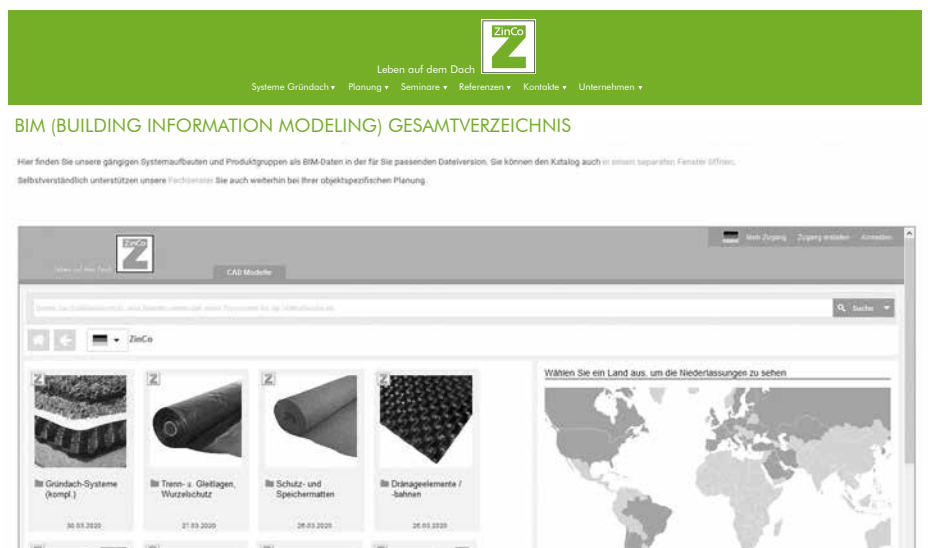 ZinCo
Leben auf dem Dach
Systeme Gründach ▾ Planung ▾ Seminare ▾ Referenzen ▾ Kontakte ▾ Unternehmen ▾
BIM (BUILDING INFORMATION MODELING) GESAMTVERZEICHNIS
Hier finden Sie unsere gängigen Systemaufbauten und Produktgruppen als BIM-Daten in der für Sie passenden Dateiversion. Sie können den Katalog auch in einem separaten Fenster öffnen.
Selbstverständlich unterstützen unsere Fachberater Sie auch weiterhin bei Ihrer objektspezifischen Planung.
Mein Zugang Zugang erstellen Anmelden
ZinCo
Leben auf dem Dach
CAD Modelle
Suche
ZinCo
Wählen Sie ein Land aus, um die Niederlassungen zu sehen
Gründach-Systeme
(kompl.)
30.03.2020
Trenn- u. Gleitlagen,
Wurzelschutz
27.03.2020
Schutz- und
Speichermatten
26.03.2020
Dränageelemente /
-bahnen
26.03.2020